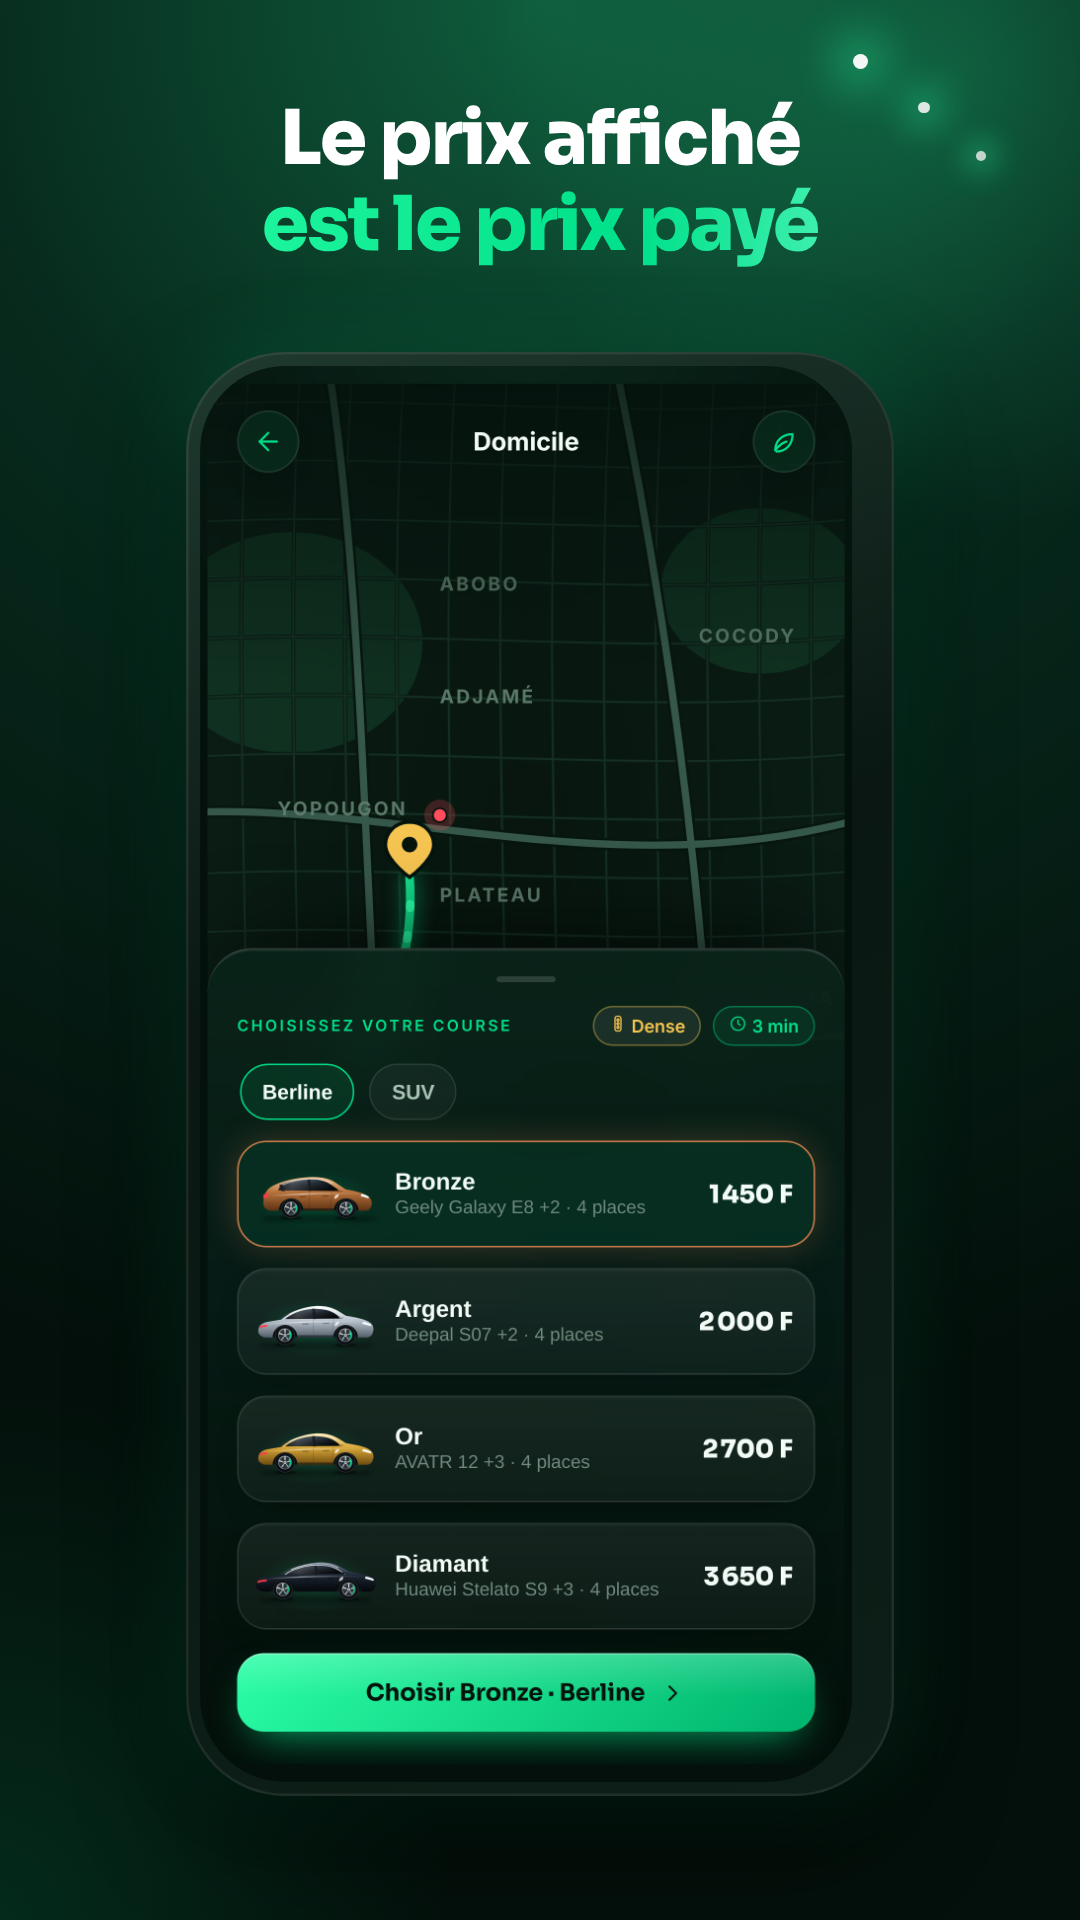 Le prix affiché
est le prix payé
Domicile
ABOBO
COCODY
ADJAMÉ
YOPOUGON
PLATEAU
CHOISISSEZ VOTRE COURSE
Dense
3 min
Berline
SUV
Bronze
Geely Galaxy E8 +2 · 4 places
1450 F
Argent
Deepal S07 +2 · 4 places
2000 F
Or
AVATR 12 +3 · 4 places
2700 F
Diamant
Huawei Stelato S9 +3 · 4 places
3650 F
Choisir Bronze · Berline